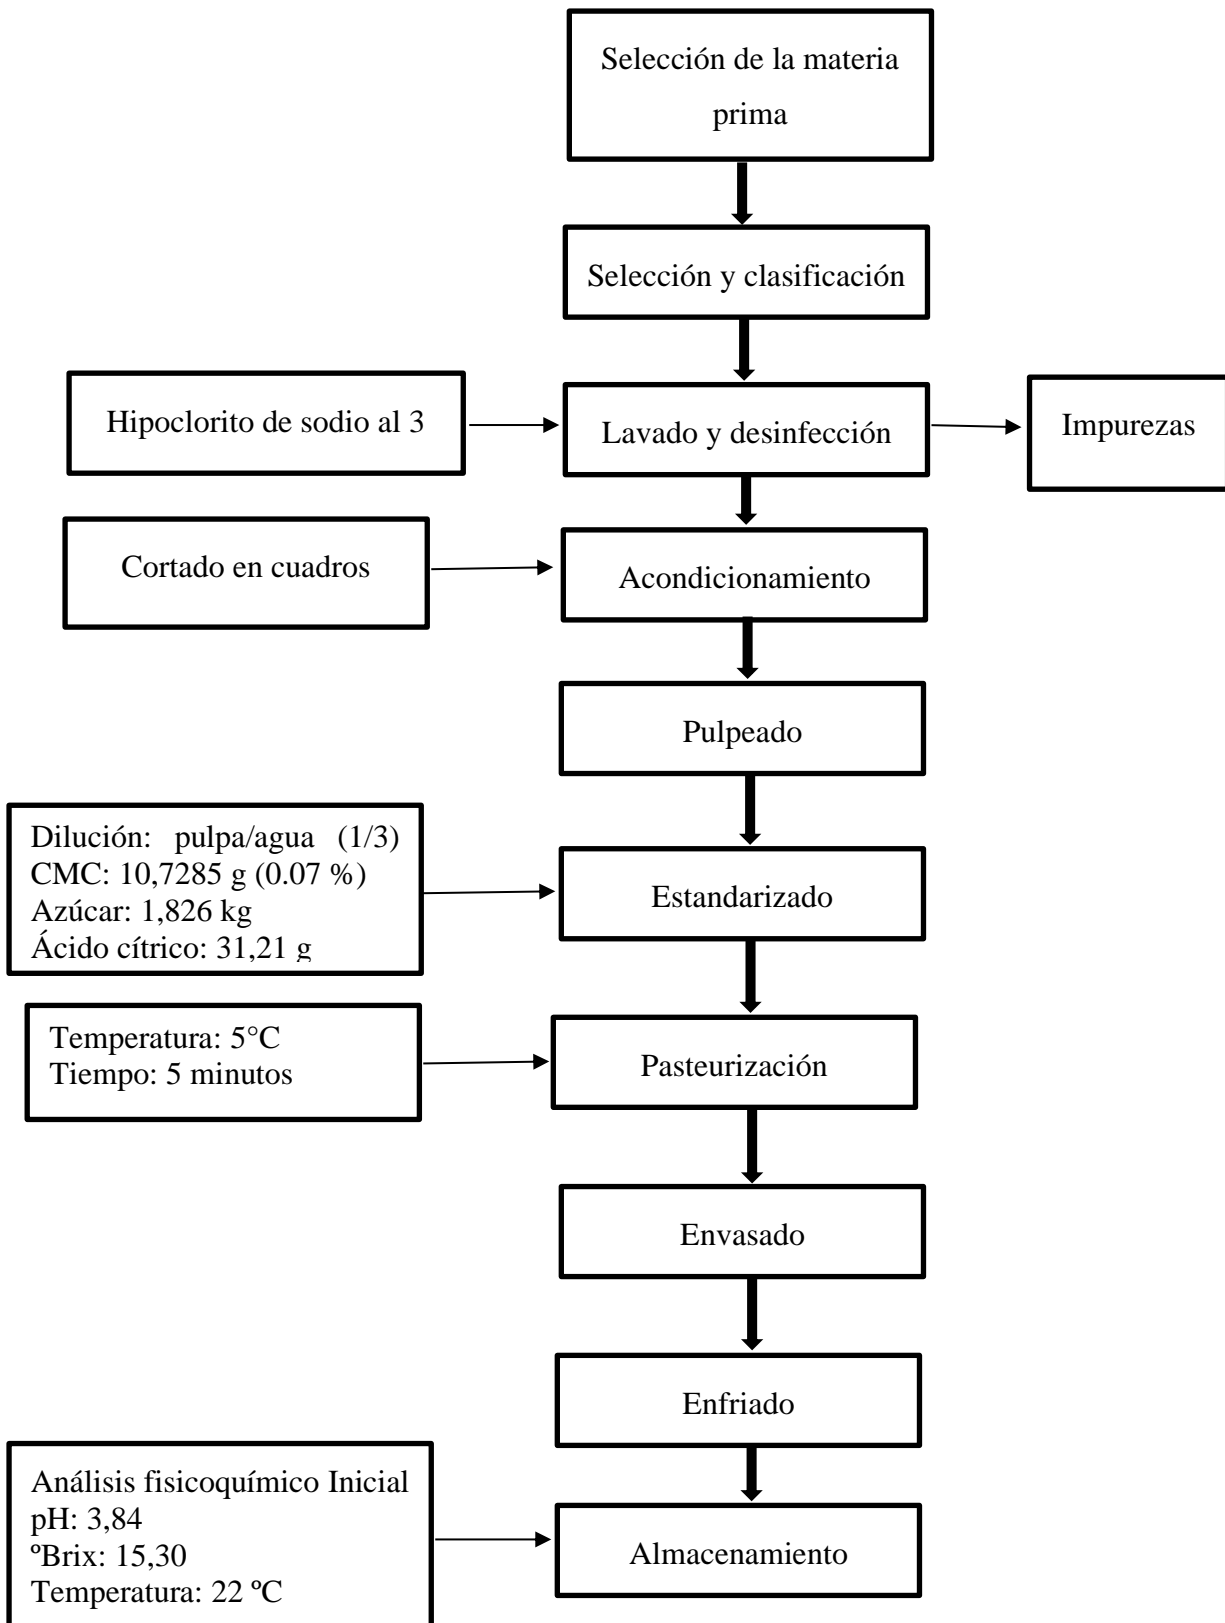 Selección de la materia
prima
Selección y clasificación
Hipoclorito de sodio al 3
Lavado y desinfección
Impurezas
Cortado en cuadros
Acondicionamiento
Pulpeado
Dilución: pulpa/agua (1/3)
CMC: 10,7285 g (0.07 %)
Azúcar: 1,826 kg
Ácido cítrico: 31,21 g
Estandarizado
Temperatura: 5°C
Tiempo: 5 minutos
Pasteurización
Envasado
Enfriado
Análisis fisicoquímico Inicial
pH: 3,84
ºBrix: 15,30
Temperatura: 22 ºC
Almacenamiento